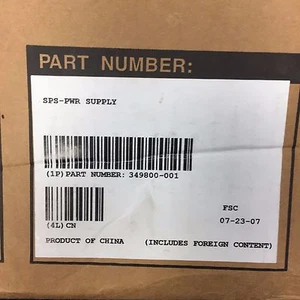 PART NUMBER:
SPS-PWR SUPPLY
(1P)PART NUMBER: 349800-001
FSC
(4L)CN 07-23-07
PRODUCT OF CHINA (INCLUDES FOREIGN CONTENT)